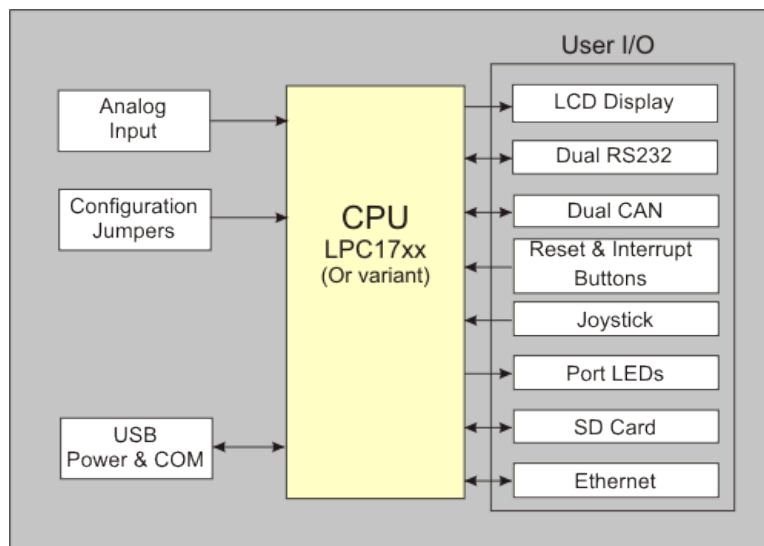 Analog
Input
Configuration
Jumpers
USB
Power & COM
CPU
LPC17xx
(Or variant)
User I/O
LCD Display
Dual RS232
Dual CAN
Reset & Interrupt
Buttons
Joystick
Port LEDs
SD Card
Ethernet